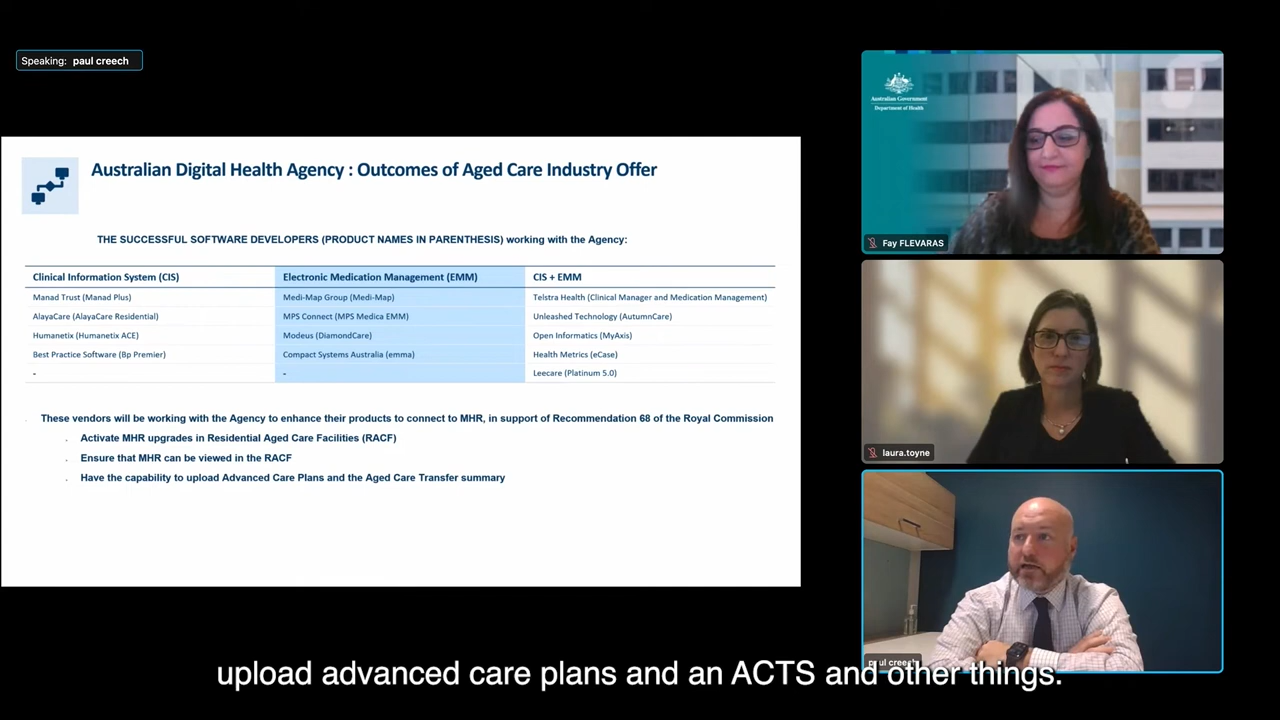 Speaking: paul creech
Australian Digital Health Agency : Outcomes of Aged Care Industry Offer
THE SUCCESSFUL SOFTWARE DEVELOPERS (PRODUCT NAMES IN PARENTHESIS) working with the Agency:
Clinical Information System (CIS) Electronic Medication Management (EMM) CIS + EMM
Manad Trust (Manad Plus) Medi-Map Group (Medi-Map) Telstra Health (Clinical Manager and Medication Management)
AlayaCare (AlayaCare Residential) MPS Connect (MPS Medica EMM) Unleashed Technology (AutumnCare)
Humanetix (Humanetix ACE) Modeus (DiamondCare) Open Informatics (MyAxis)
Best Practice Software (Bp Premier) Compact Systems Australia (emma) Health Metrics (eCase)
- - Leecare (Platinum 5.0)
These vendors will be working with the Agency to enhance their products to connect to MHR, in support of Recommendation 68 of the Royal Commission
Activate MHR upgrades in Residential Aged Care Facilities (RACF)
Ensure that MHR can be viewed in the RACF
Have the capability to upload Advanced Care Plans and the Aged Care Transfer summary
Australian Government
Department of Health
Fay FLEVARAS
laura.toyne
paul creech
upload advanced care plans and an ACTS and other things.